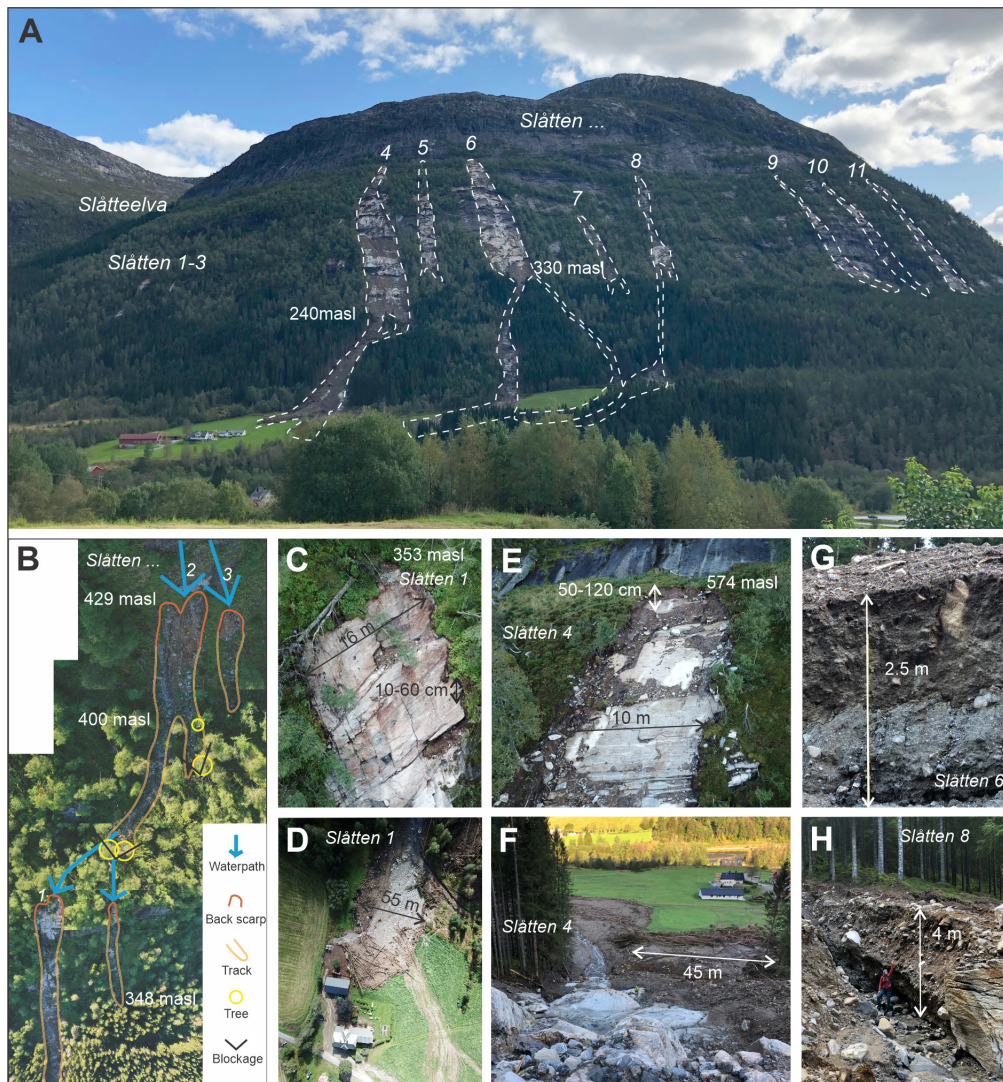 A
Slåtten ...
4
5
6
7
8
9
10
11
Slåtteelva
Slåtten 1-3
330 masl
240masl
B
Slåtten ...
2
3
429 masl
400 masl
1
348 masl
Waterpath
Back scarp
Track
Tree
Blockage
C
353 masl
Slåtten 1
16 m
10-60 cm
D
Slåtten 1
55 m
E
574 masl
50-120 cm
Slåtten 4
10 m
F
Slåtten 4
45 m
G
2.5 m
Slåtten 6
H
Slåtten 8
4 m